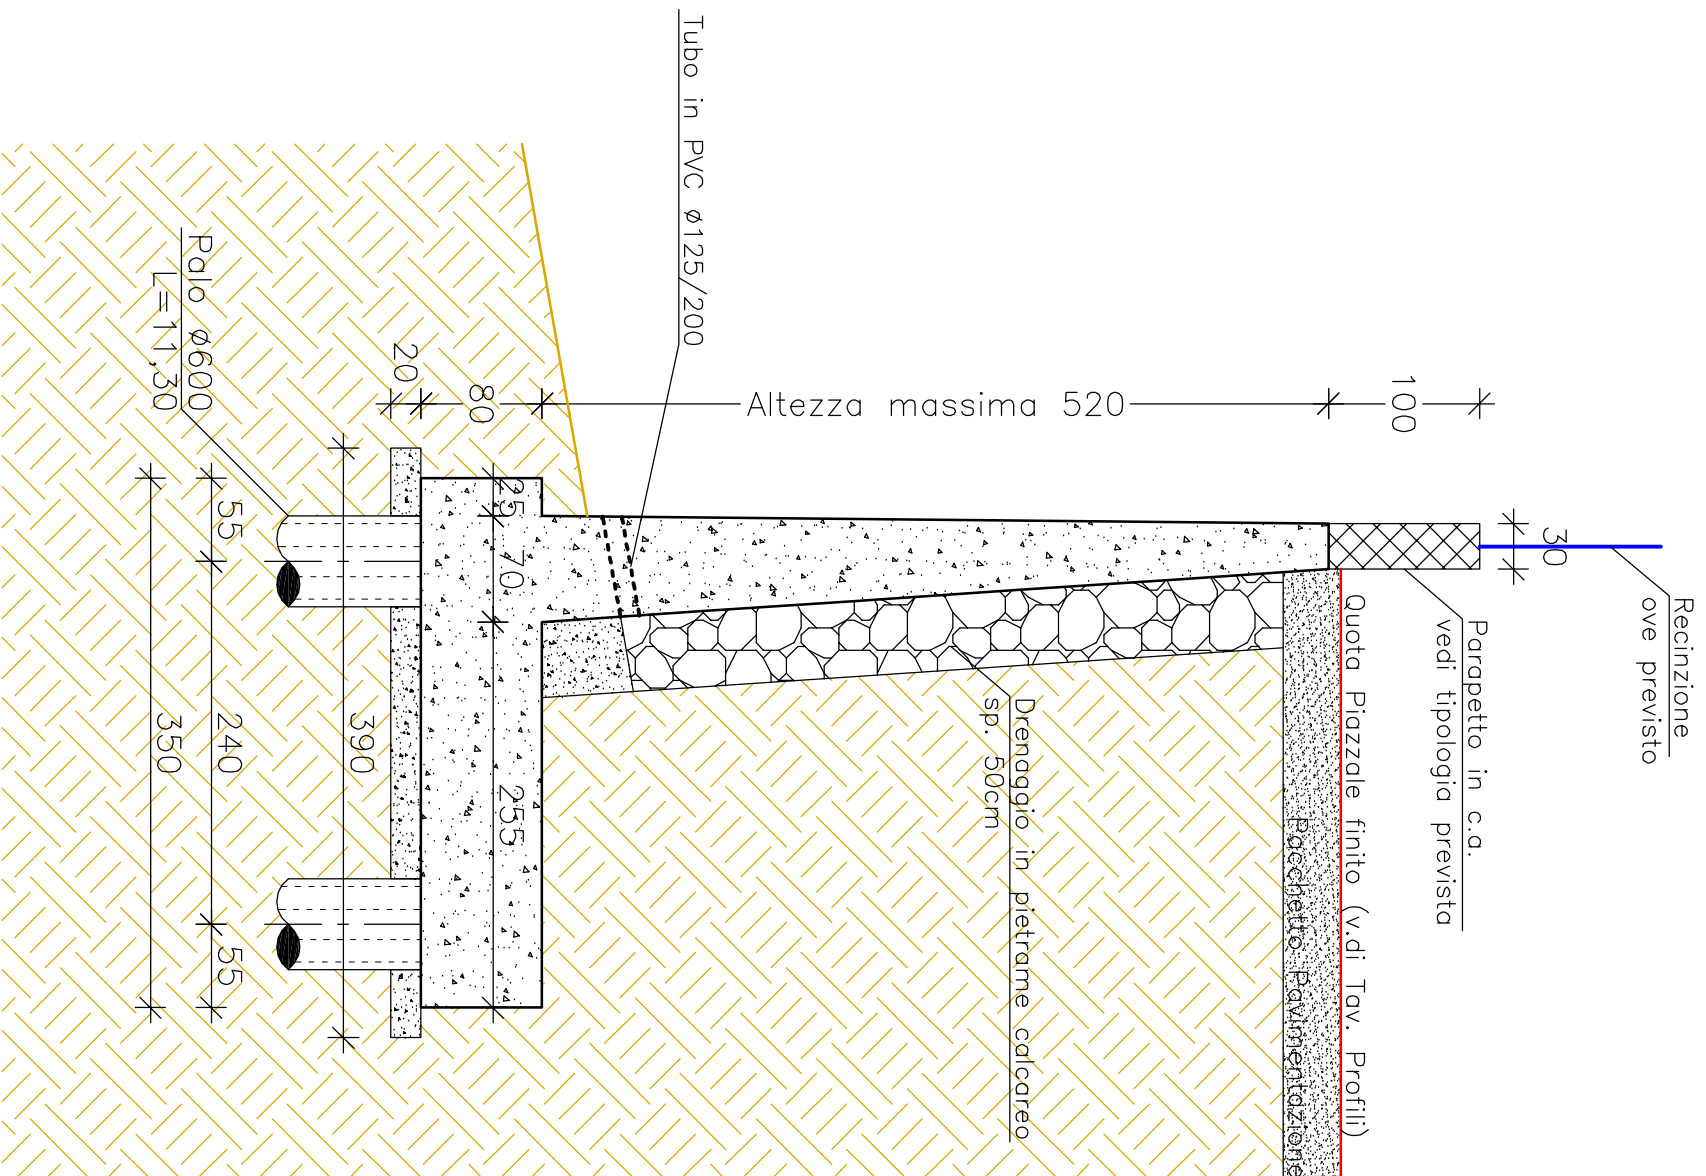 Recinzione
ove previsto
Parapetto in c.a.
vedi tipologia prevista
30
100
Quota Piazzale finito (v.di Tav. Profili)
Pacchetto Pavimentazione
Altezza massima 520
Drenaggio in pietrame calcareo
sp. 50cm
Tubo in PVC ø125/200
25
70
255
80
20
390
Palo ø600
L=11,30
55
240
55
350